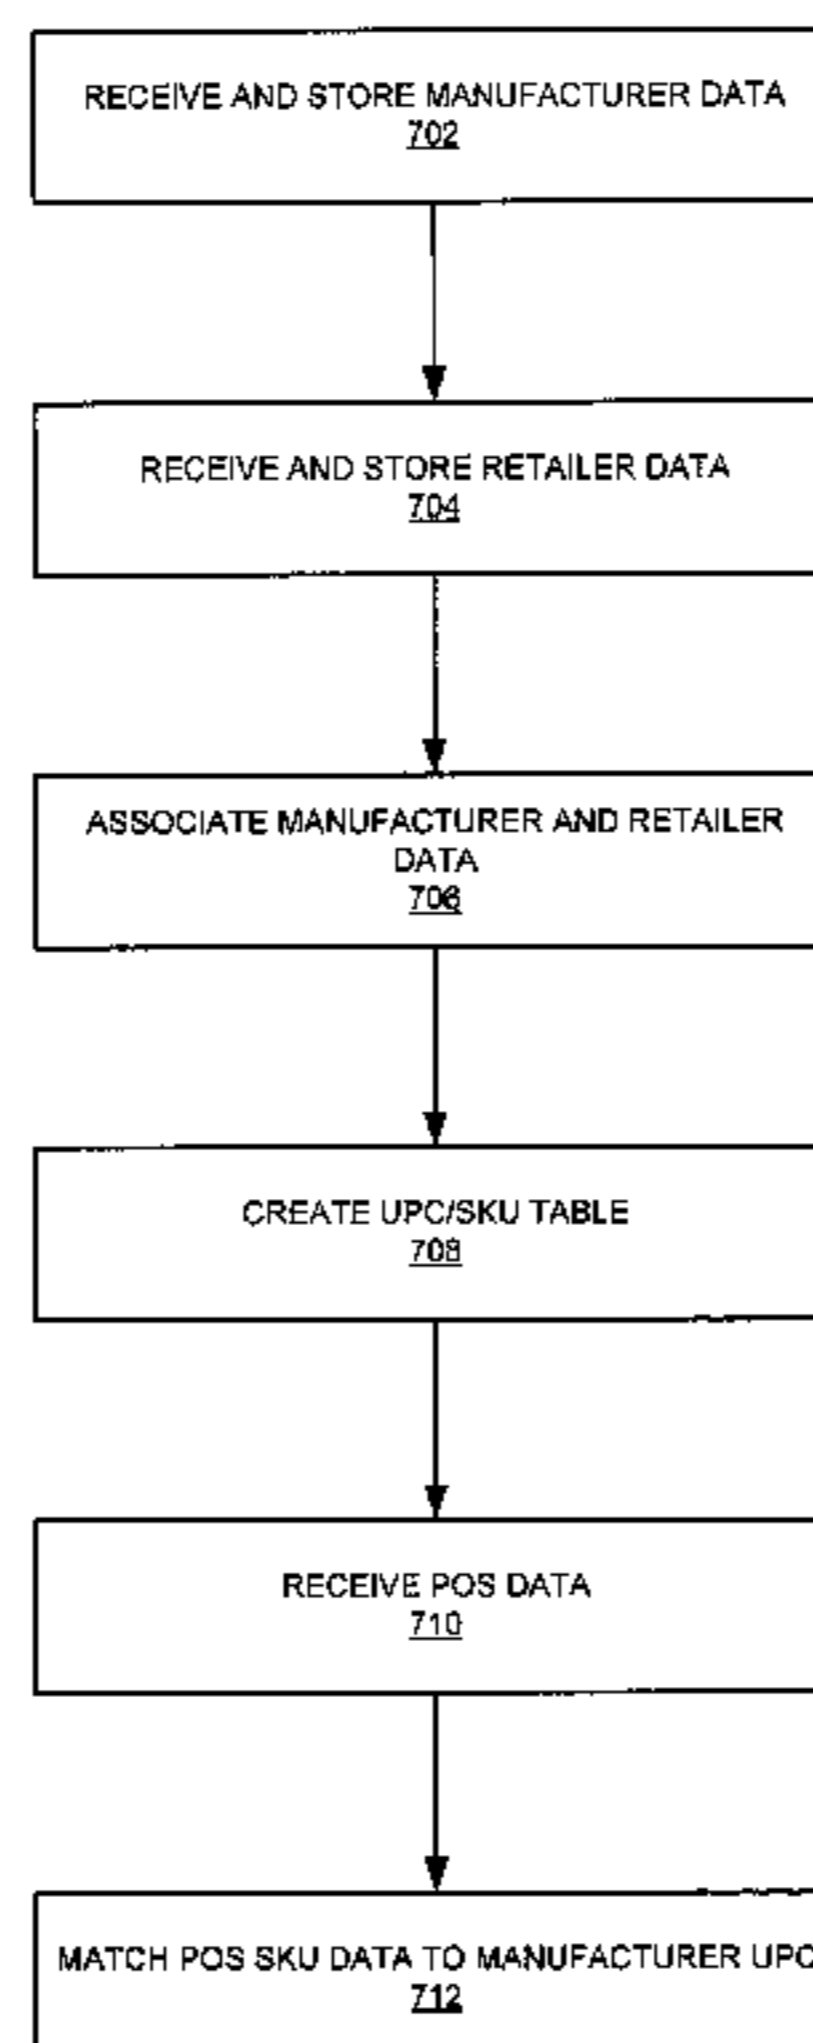 RECEIVE AND STORE MANUFACTURER DATA
702
RECEIVE AND STORE RETAILER DATA
704
ASSOCIATE MANUFACTURER AND RETAILER
DATA
706
CREATE UPC/SKU TABLE
708
RECEIVE POS DATA
710
MATCH POS SKU DATA TO MANUFACTURER UPC
712